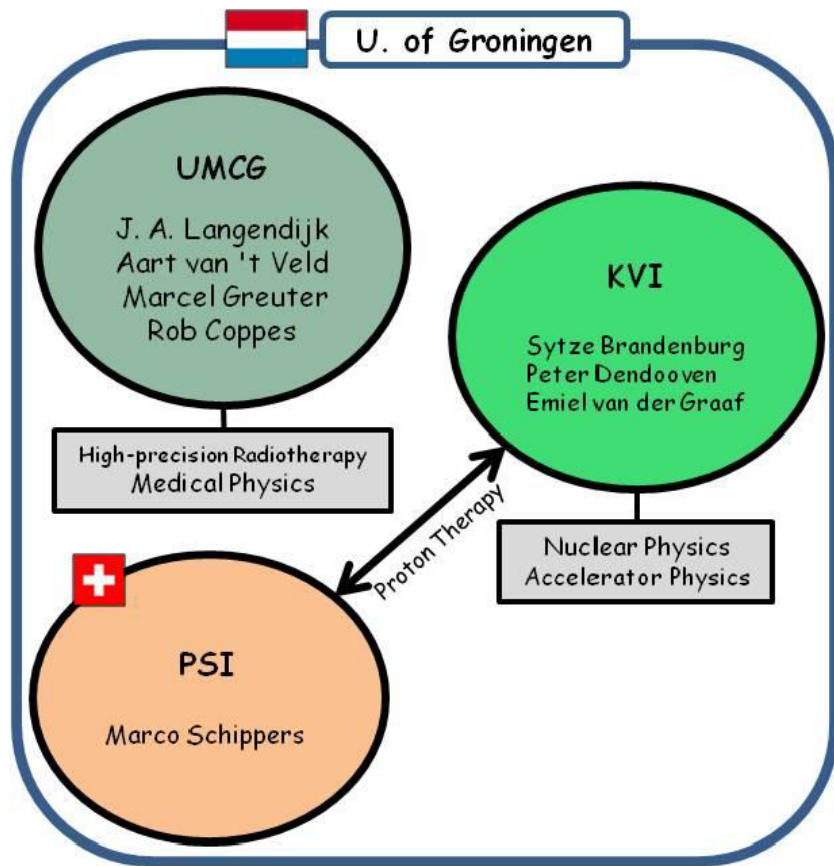 U. of Groningen
UMCG
J. A. Langendijk
Aart van 't Veld
Marcel Greuter
Rob Coppes
High-precision Radiotherapy
Medical Physics
KVI
Sytze Brandenburg
Peter Dendooven
Emiel van der Graaf
Nuclear Physics
Accelerator Physics
Proton Therapy
PSI
Marco Schippers